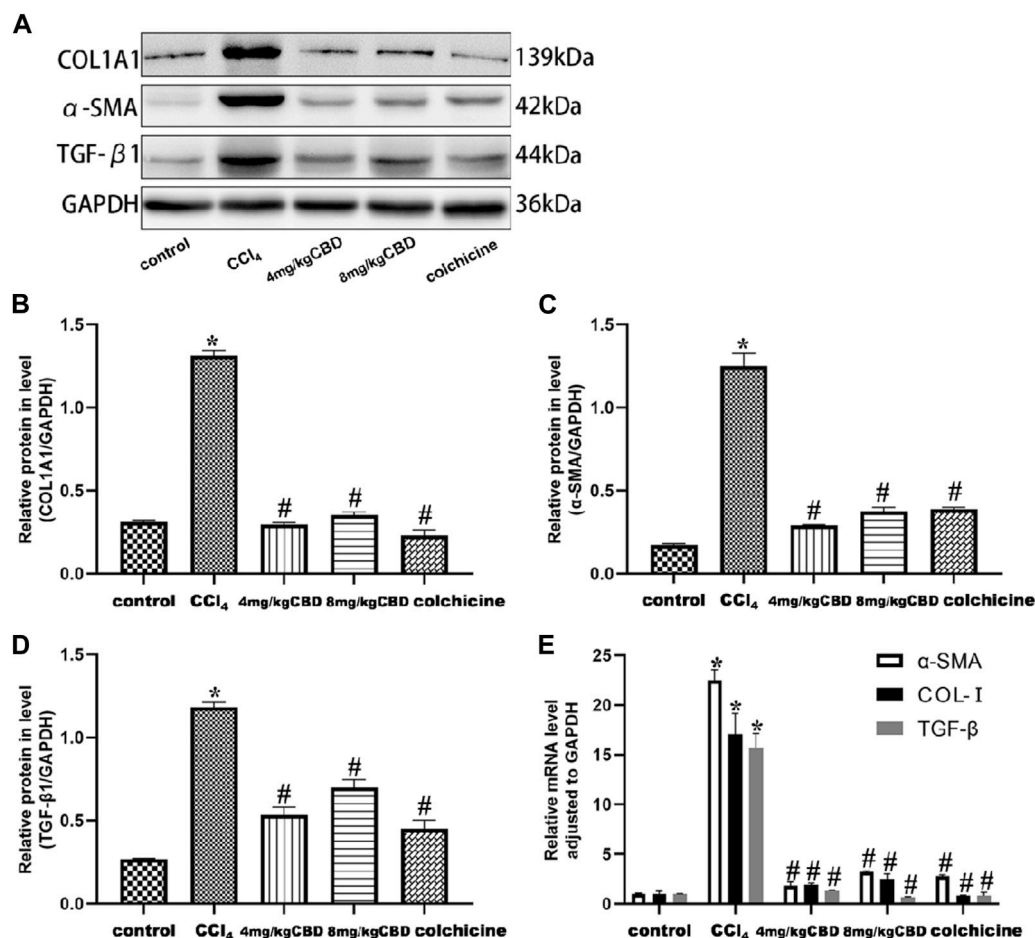 A
COL1A1 139kDa
α-SMA 42kDa
TGF-β1 44kDa
GAPDH 36kDa
control CCl₄ 4mg/kgCBD 8mg/kgCBD colchicine
B
Relative protein in level
(COL1A1/GAPDH)
1.5
1.0
0.5
0.0
*
# # #
control CCl₄ 4mg/kgCBD 8mg/kgCBD colchicine
C
Relative protein in level
(α-SMA/GAPDH)
1.5
1.0
0.5
0.0
*
# # #
control CCl₄ 4mg/kgCBD 8mg/kgCBD colchicine
D
Relative protein in level
(TGF-β1/GAPDH)
1.5
1.0
0.5
0.0
*
# # #
control CCl₄ 4mg/kgCBD 8mg/kgCBD colchicine
E
Relative mRNA level
adjusted to GAPDH
25
20
15
10
5
0
* * *
# # # # # # # # #
α-SMA
COL-I
TGF-β
control CCl₄ 4mg/kgCBD 8mg/kgCBD colchicine